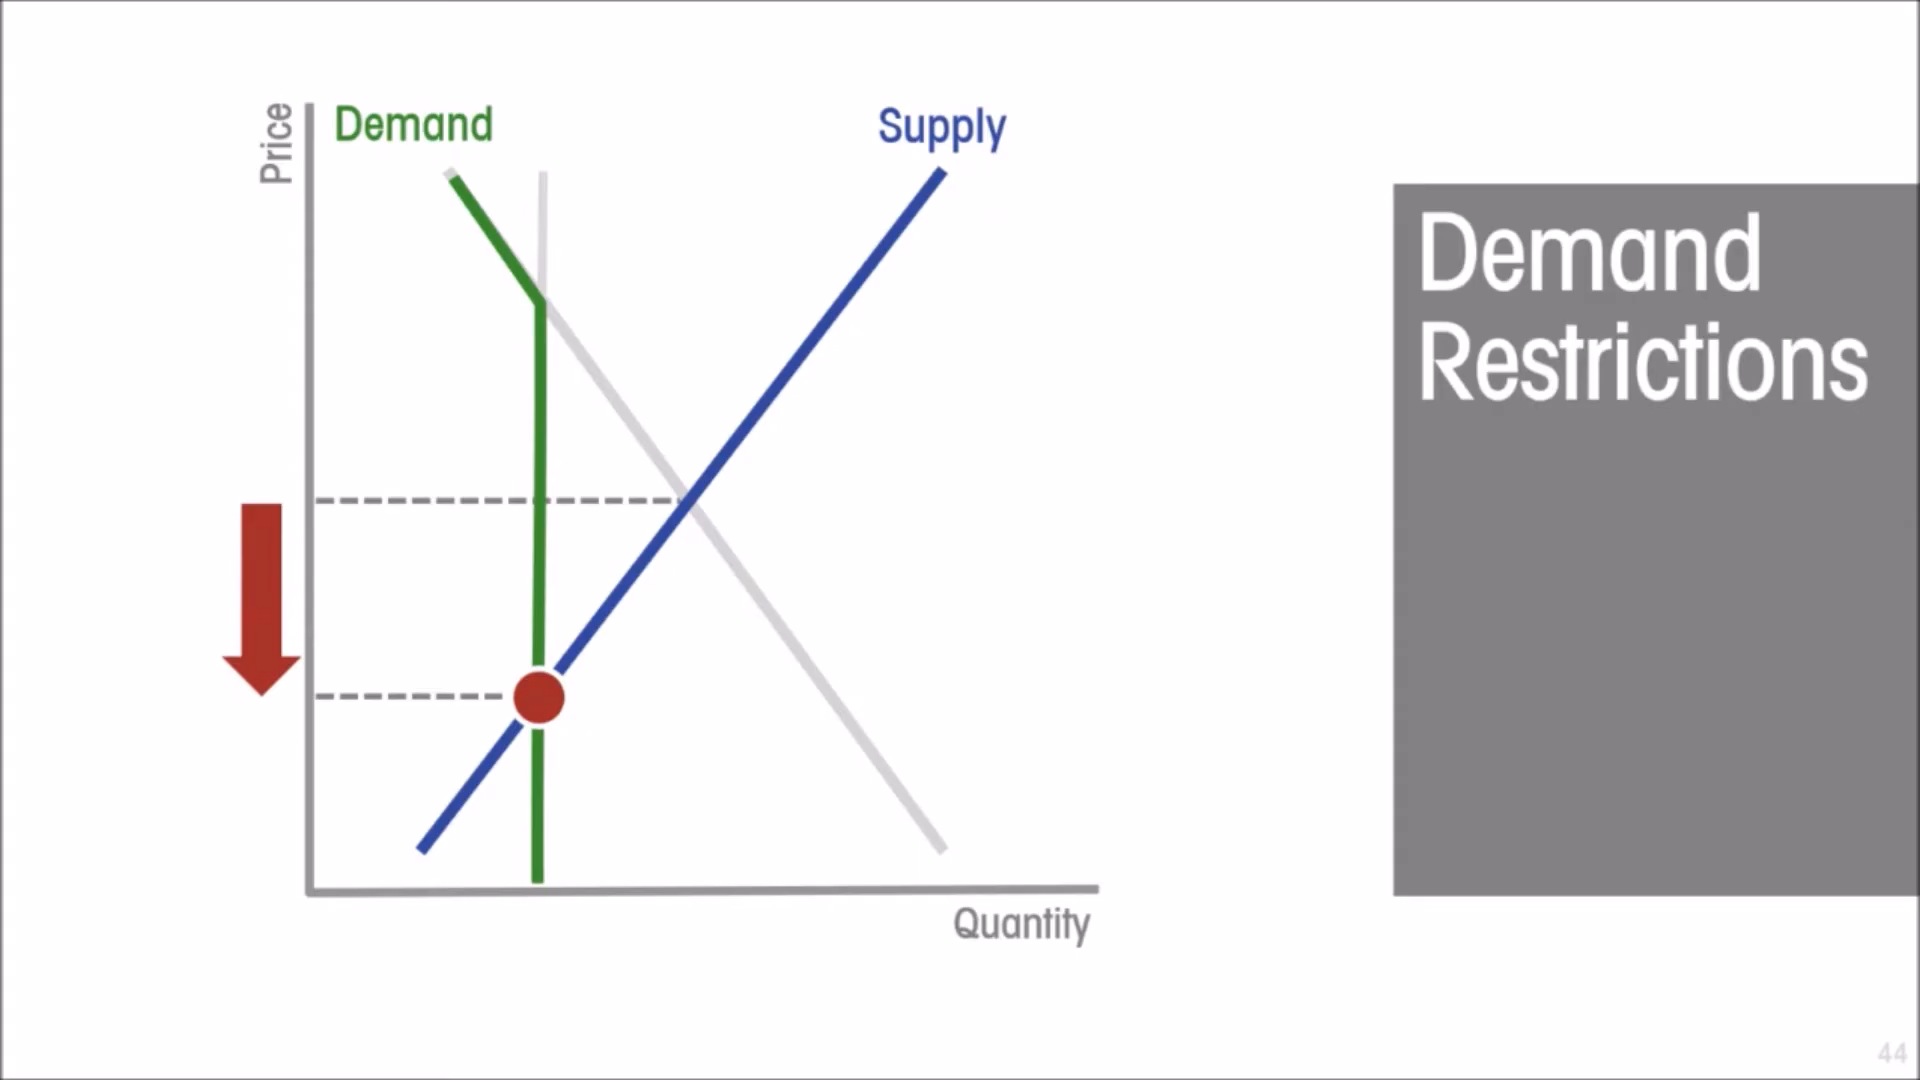 Price
Demand
Supply
Quantity
Demand
Restrictions
44